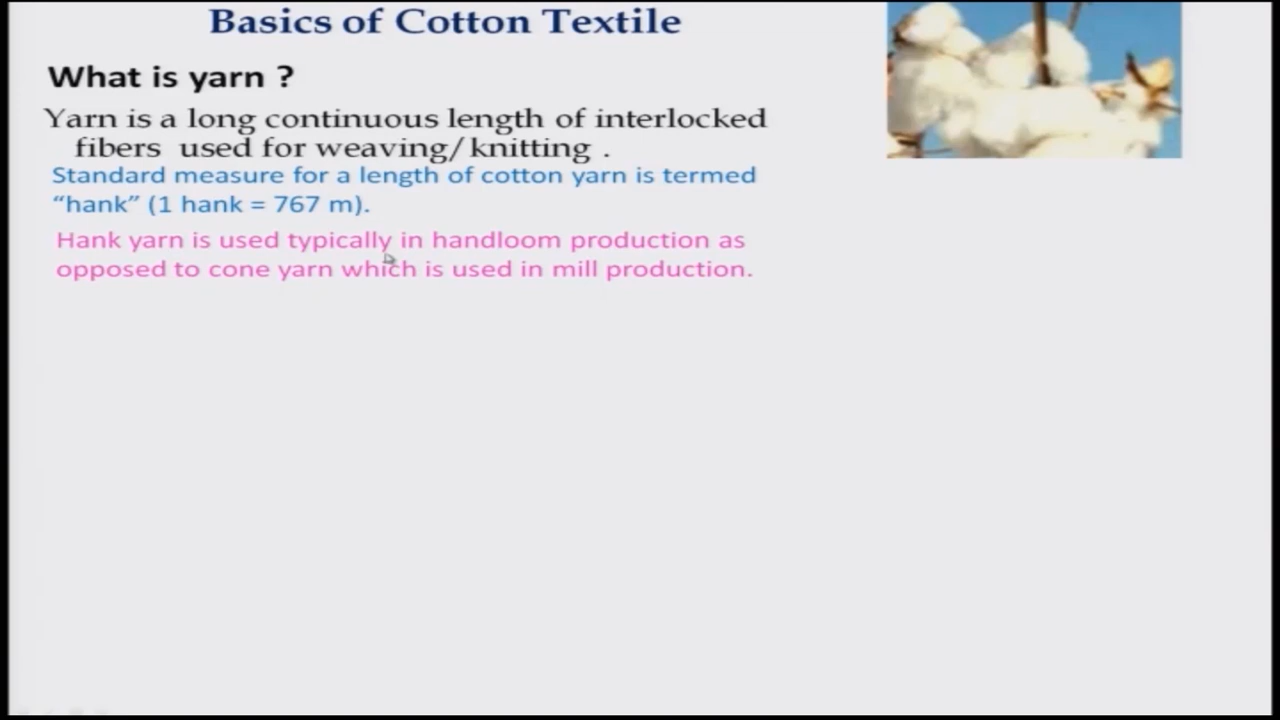 Basics of Cotton Textile
What is yarn ?
Yarn is a long continuous length of interlocked
fibers used for weaving/knitting .
Standard measure for a length of cotton yarn is termed
“hank” (1 hank = 767 m).
Hank yarn is used typically in handloom production as
opposed to cone yarn which is used in mill production.